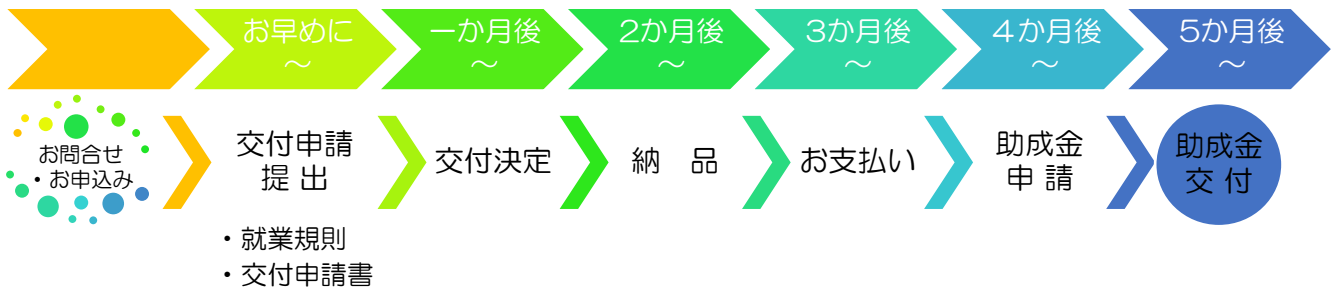 お早めに
～
一か月後
～
2か月後
～
3か月後
～
4か月後
～
5か月後
～
お問合せ
・お申込み
交付申請
提 出
交付決定
納　品
お支払い
助成金
申 請
助成金
交 付
・就業規則
・交付申請書